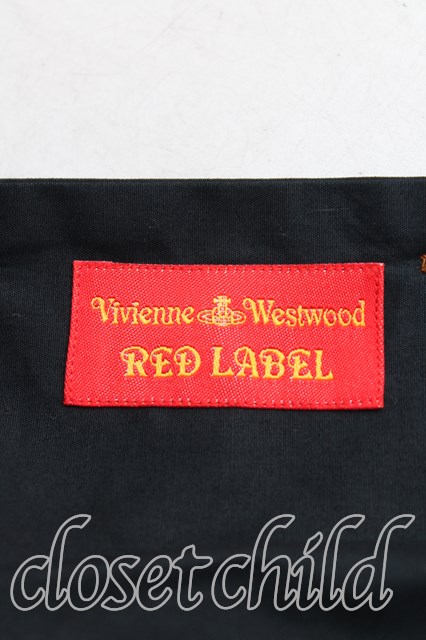 Vivienne Westwood
RED LABEL
closet child